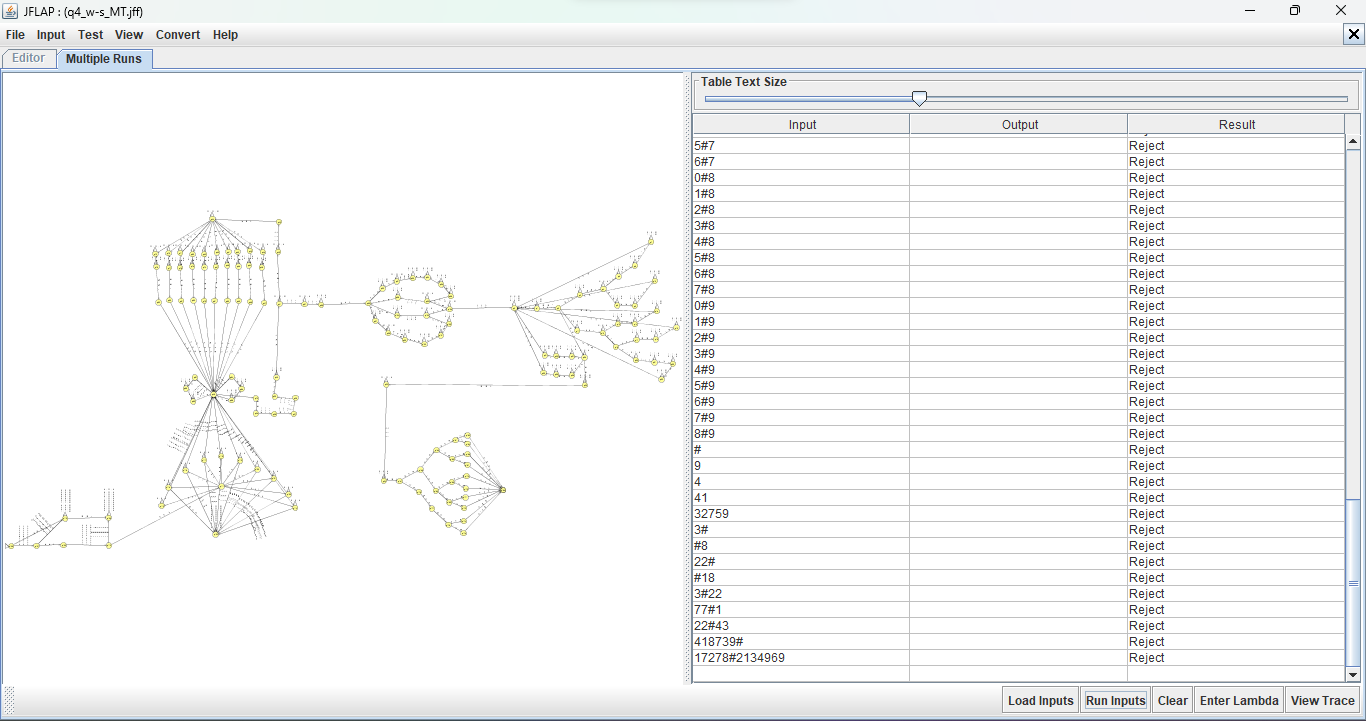 JFLAP : (q4_w-s_MT.jff)
File Input Test View Convert Help
Editor Multiple Runs
Table Text Size
Input Output Result
5#7 Reject
6#7 Reject
0#8 Reject
1#8 Reject
2#8 Reject
3#8 Reject
4#8 Reject
5#8 Reject
6#8 Reject
7#8 Reject
0#9 Reject
1#9 Reject
2#9 Reject
3#9 Reject
4#9 Reject
5#9 Reject
6#9 Reject
7#9 Reject
8#9 Reject
# Reject
9 Reject
4 Reject
41 Reject
32759 Reject
3# Reject
#8 Reject
22# Reject
#18 Reject
3#22 Reject
77#1 Reject
22#43 Reject
418739# Reject
17278#2134969 Reject
Load Inputs Run Inputs Clear Enter Lambda View Trace